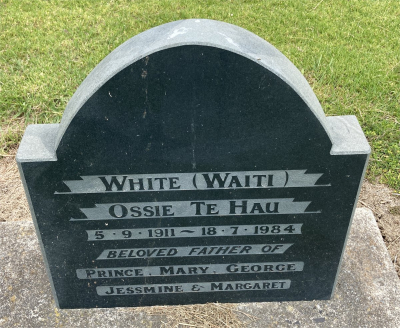 WHITE (WAITI)
OSSIE TE HAU
5·9·1911~18·7·1984
BELOVED FATHER OF
PRINCE. MARY. GEORGE
JESSMINE & MARGARET